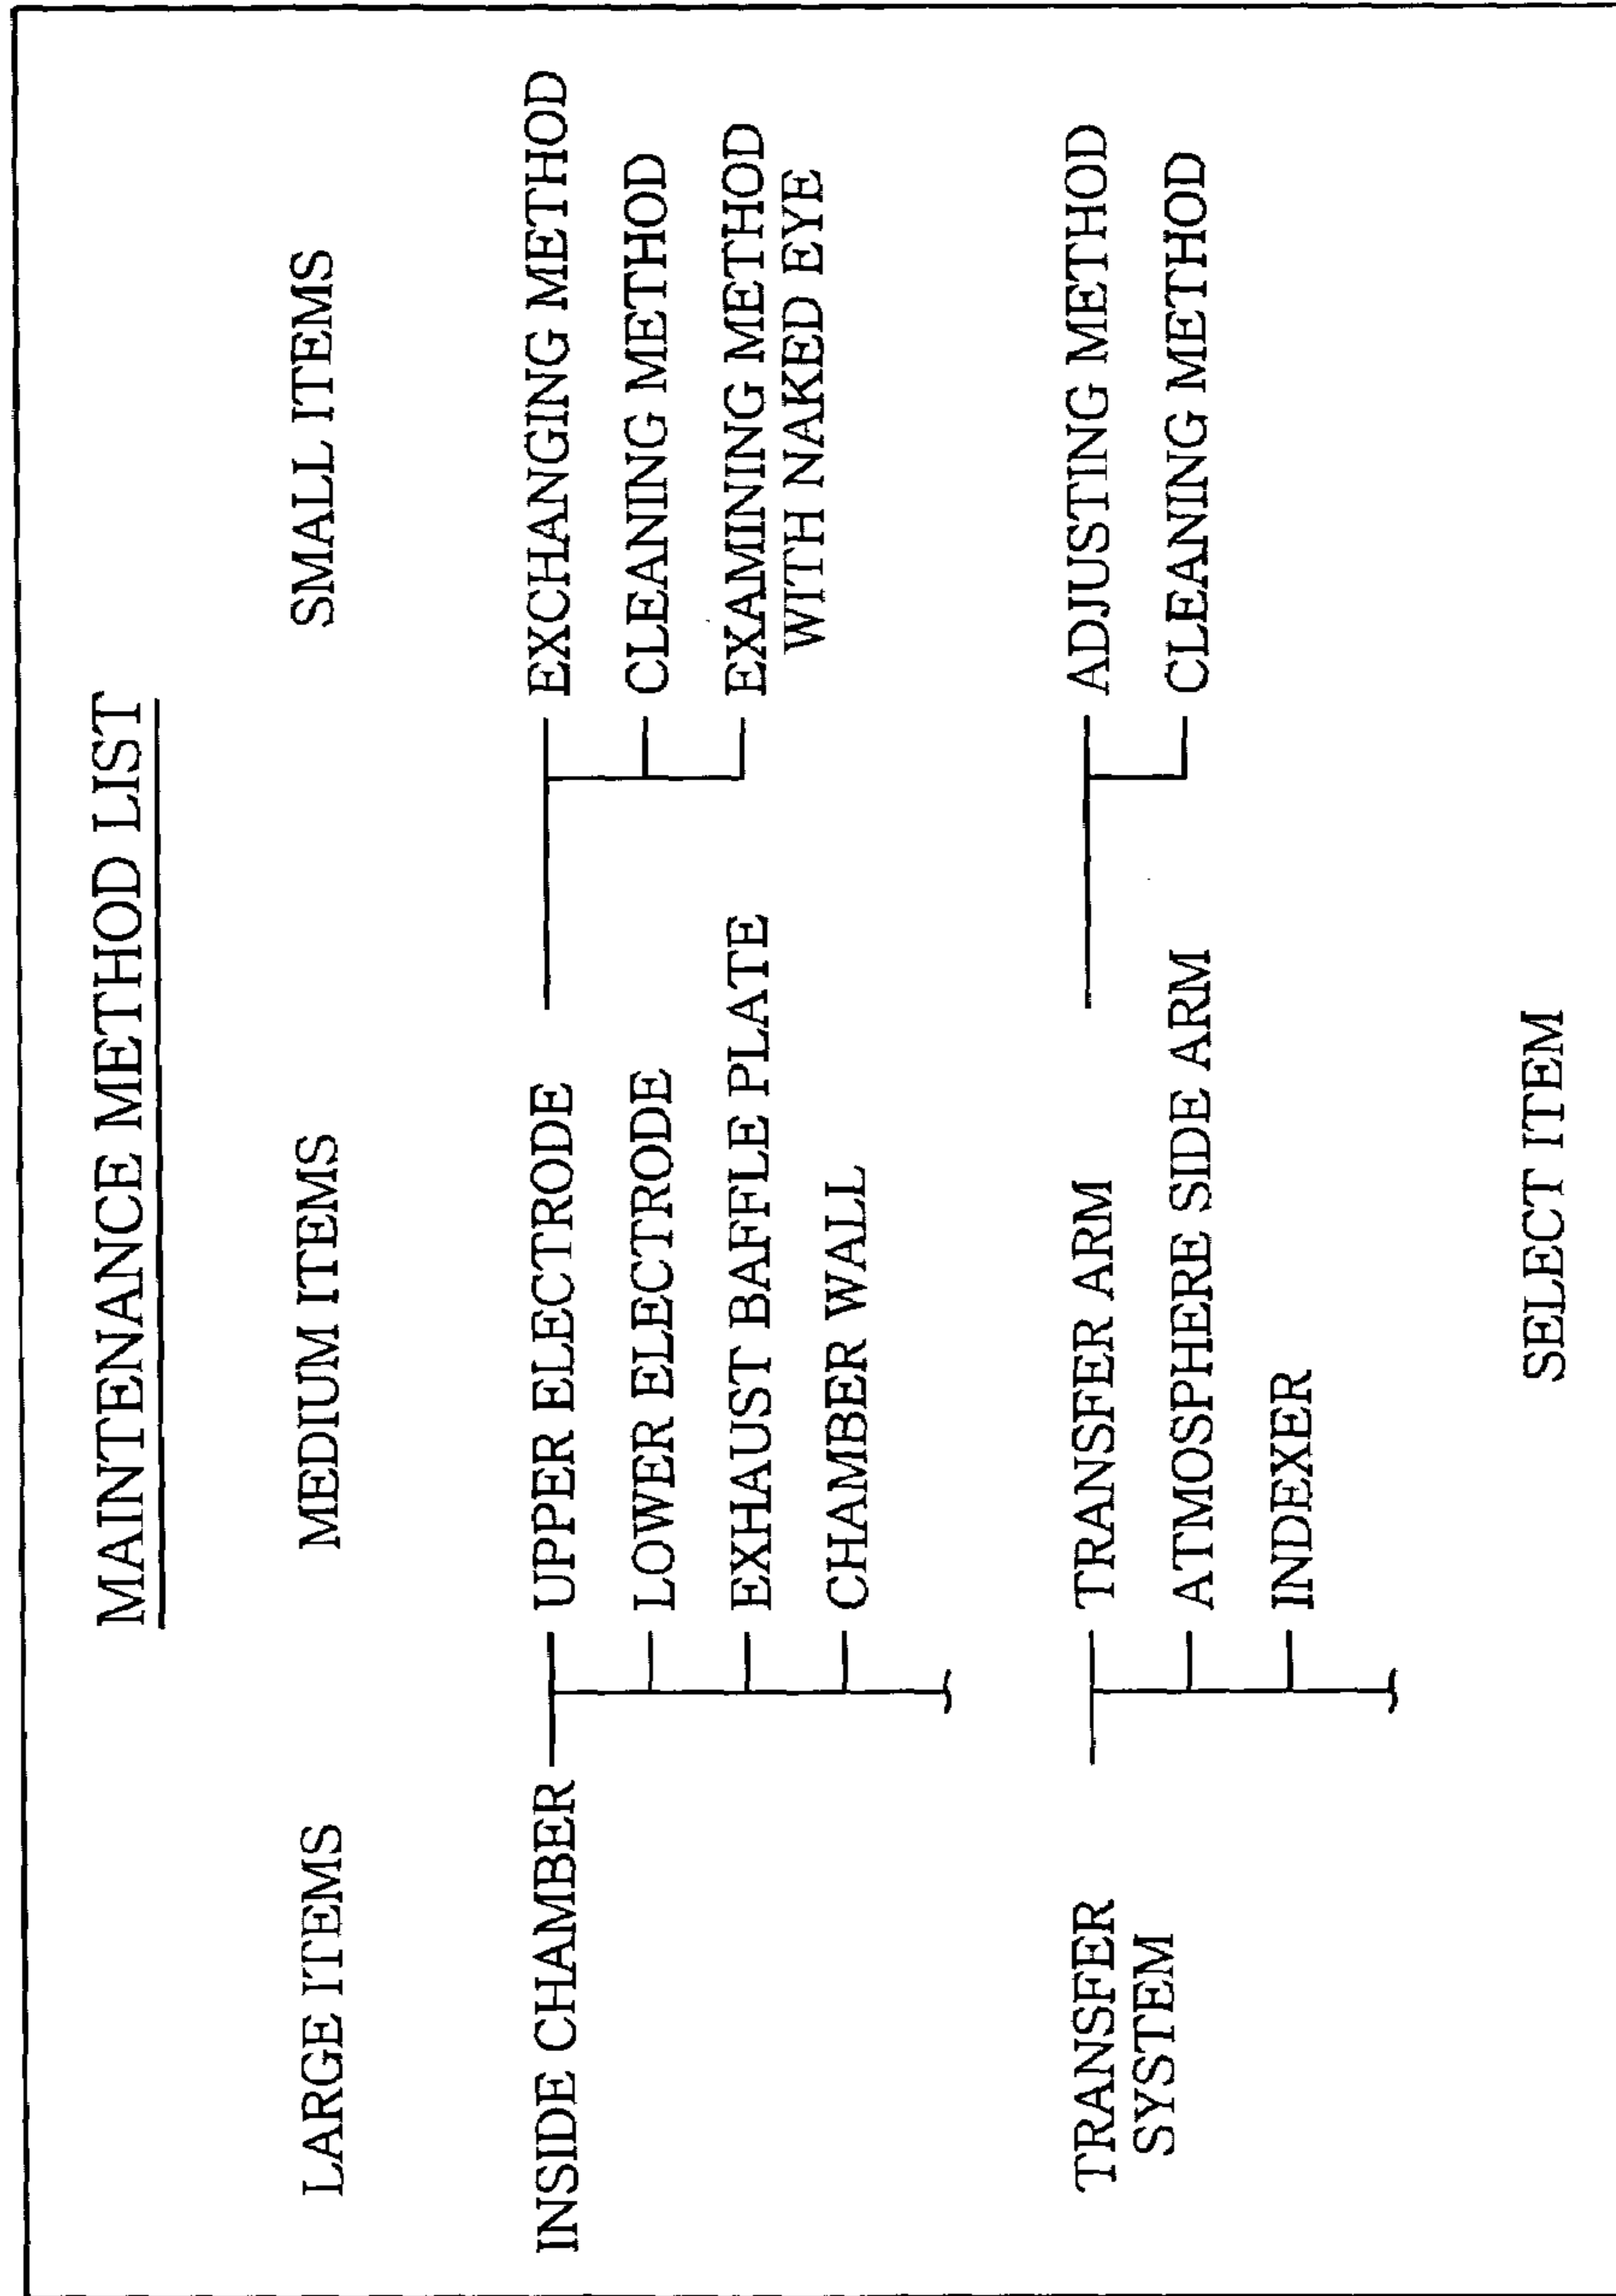 MAINTENANCE METHOD LIST
LARGE ITEMS MEDIUM ITEMS SMALL ITEMS
INSIDE CHAMBER UPPER ELECTRODE EXCHANGING METHOD
LOWER ELECTRODE CLEANING METHOD
EXHAUST BAFFLE PLATE EXAMINING METHOD
WITH NAKED EYE
CHAMBER WALL
TRANSFER TRANSFER ARM ADJUSTING METHOD
SYSTEM
ATMOSPHERE SIDE ARM CLEANING METHOD
INDEXER
SELECT ITEM